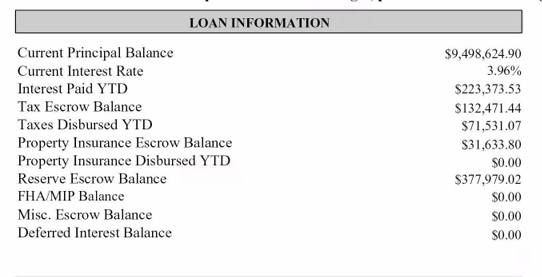 LOAN INFORMATION
Current Principal Balance $9,498,624.90
Current Interest Rate 3.96%
Interest Paid YTD $223,373.53
Tax Escrow Balance $132,471.44
Taxes Disbursed YTD $71,531.07
Property Insurance Escrow Balance $31,633.80
Property Insurance Disbursed YTD $0.00
Reserve Escrow Balance $377,979.02
FHA/MIP Balance $0.00
Misc. Escrow Balance $0.00
Deferred Interest Balance $0.00